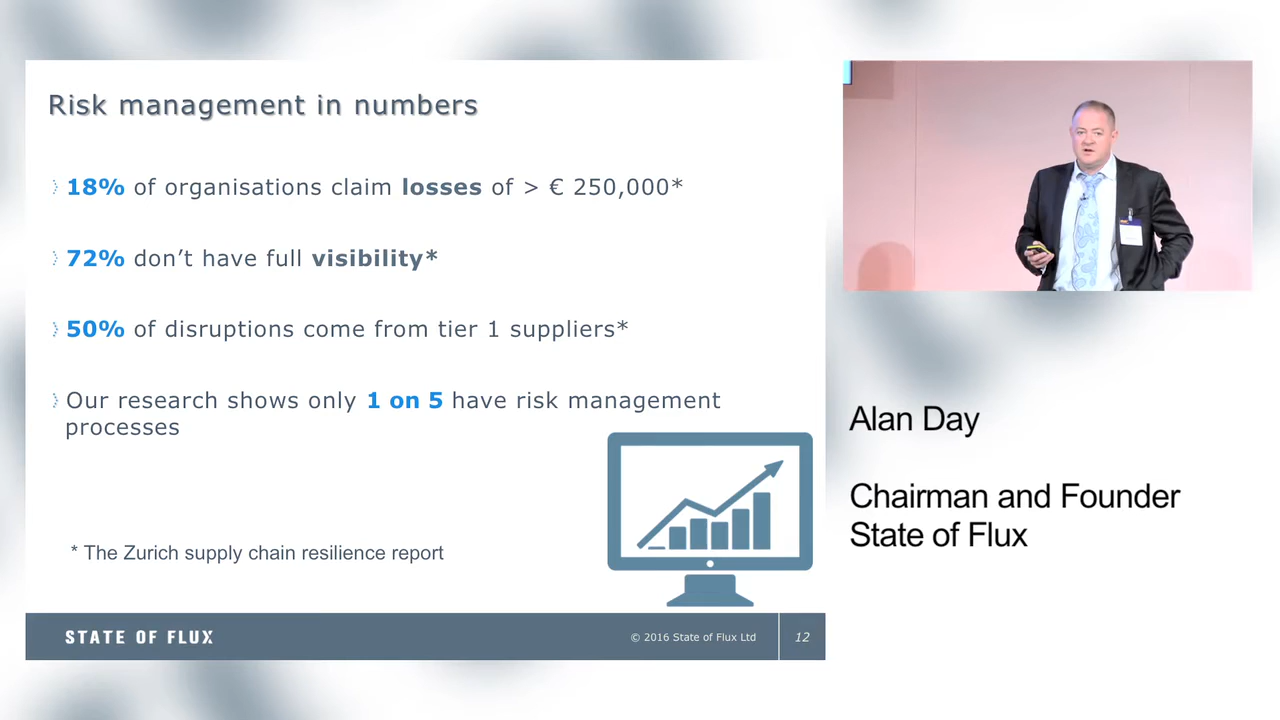 Risk management in numbers
18% of organisations claim losses of > € 250,000*
72% don’t have full visibility*
50% of disruptions come from tier 1 suppliers*
Our research shows only 1 on 5 have risk management
processes
* The Zurich supply chain resilience report
STATE OF FLUX
© 2016 State of Flux Ltd
12
Alan Day
Chairman and Founder
State of Flux